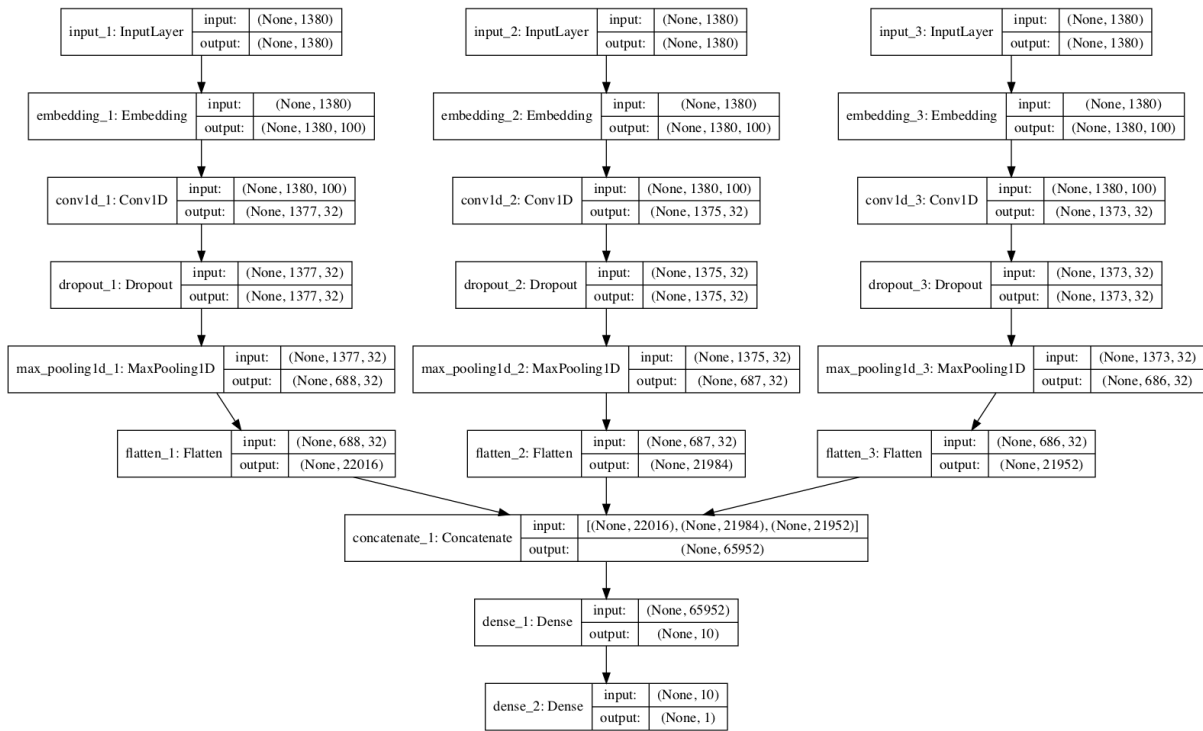 input_1: InputLayer
input: (None, 1380)
output: (None, 1380)
input_2: InputLayer
input: (None, 1380)
output: (None, 1380)
input_3: InputLayer
input: (None, 1380)
output: (None, 1380)
embedding_1: Embedding
input: (None, 1380)
output: (None, 1380, 100)
embedding_2: Embedding
input: (None, 1380)
output: (None, 1380, 100)
embedding_3: Embedding
input: (None, 1380)
output: (None, 1380, 100)
conv1d_1: Conv1D
input: (None, 1380, 100)
output: (None, 1377, 32)
conv1d_2: Conv1D
input: (None, 1380, 100)
output: (None, 1375, 32)
conv1d_3: Conv1D
input: (None, 1380, 100)
output: (None, 1373, 32)
dropout_1: Dropout
input: (None, 1377, 32)
output: (None, 1377, 32)
dropout_2: Dropout
input: (None, 1375, 32)
output: (None, 1375, 32)
dropout_3: Dropout
input: (None, 1373, 32)
output: (None, 1373, 32)
max_pooling1d_1: MaxPooling1D
input: (None, 1377, 32)
output: (None, 688, 32)
max_pooling1d_2: MaxPooling1D
input: (None, 1375, 32)
output: (None, 687, 32)
max_pooling1d_3: MaxPooling1D
input: (None, 1373, 32)
output: (None, 686, 32)
flatten_1: Flatten
input: (None, 688, 32)
output: (None, 22016)
flatten_2: Flatten
input: (None, 687, 32)
output: (None, 21984)
flatten_3: Flatten
input: (None, 686, 32)
output: (None, 21952)
concatenate_1: Concatenate
input: [(None, 22016), (None, 21984), (None, 21952)]
output: (None, 65952)
dense_1: Dense
input: (None, 65952)
output: (None, 10)
dense_2: Dense
input: (None, 10)
output: (None, 1)